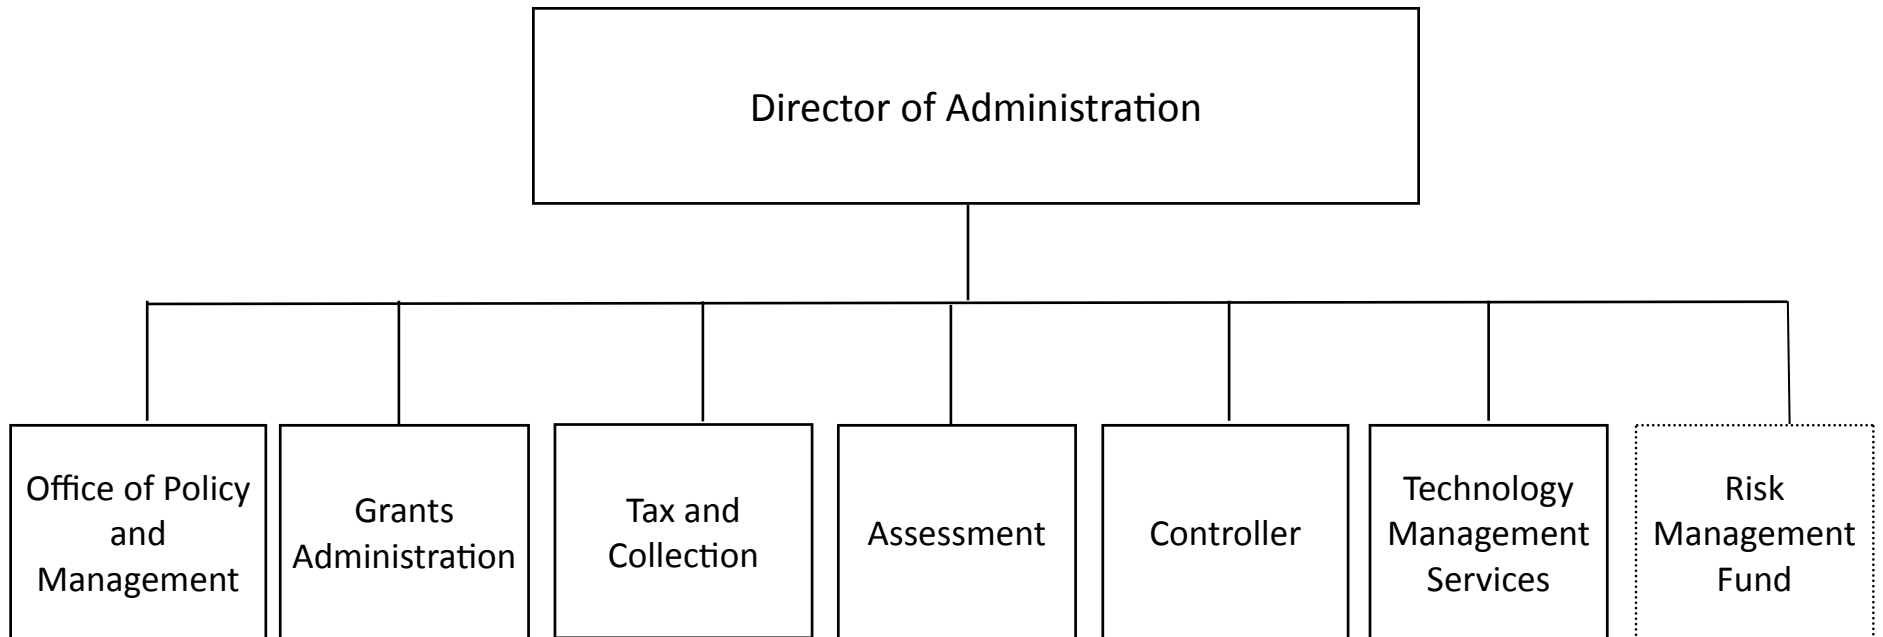 Director of Administration
Office of Policy
and
Management
Grants
Administration
Tax and
Collection
Assessment
Controller
Technology
Management
Services
Risk
Management
Fund